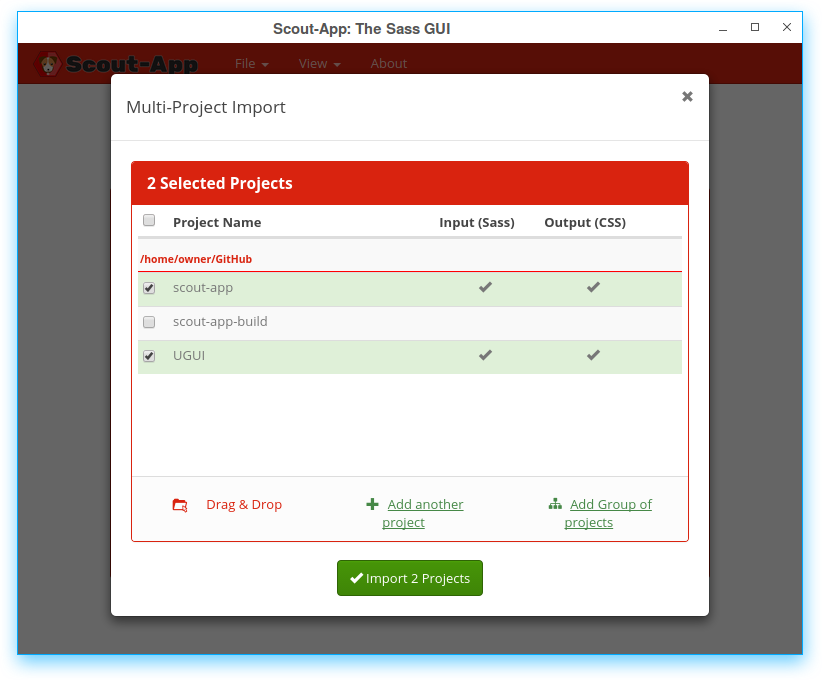 Scout-App: The Sass GUI
Scout-App File View About
Multi-Project Import
2 Selected Projects
Project Name Input (Sass) Output (CSS)
/home/owner/GitHub
scout-app
scout-app-build
UGUI
Drag & Drop
Add another
project
Add Group of
projects
Import 2 Projects